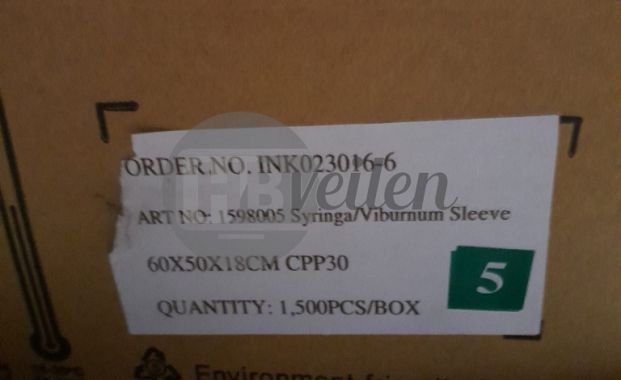 ORDER.NO. INK023016-6
HBveilen
ART NO: 1598005 Syringa/Viburnum Sleeve
60X50X18CM CPP30
5
QUANTITY: 1,500PCS/BOX
Environment